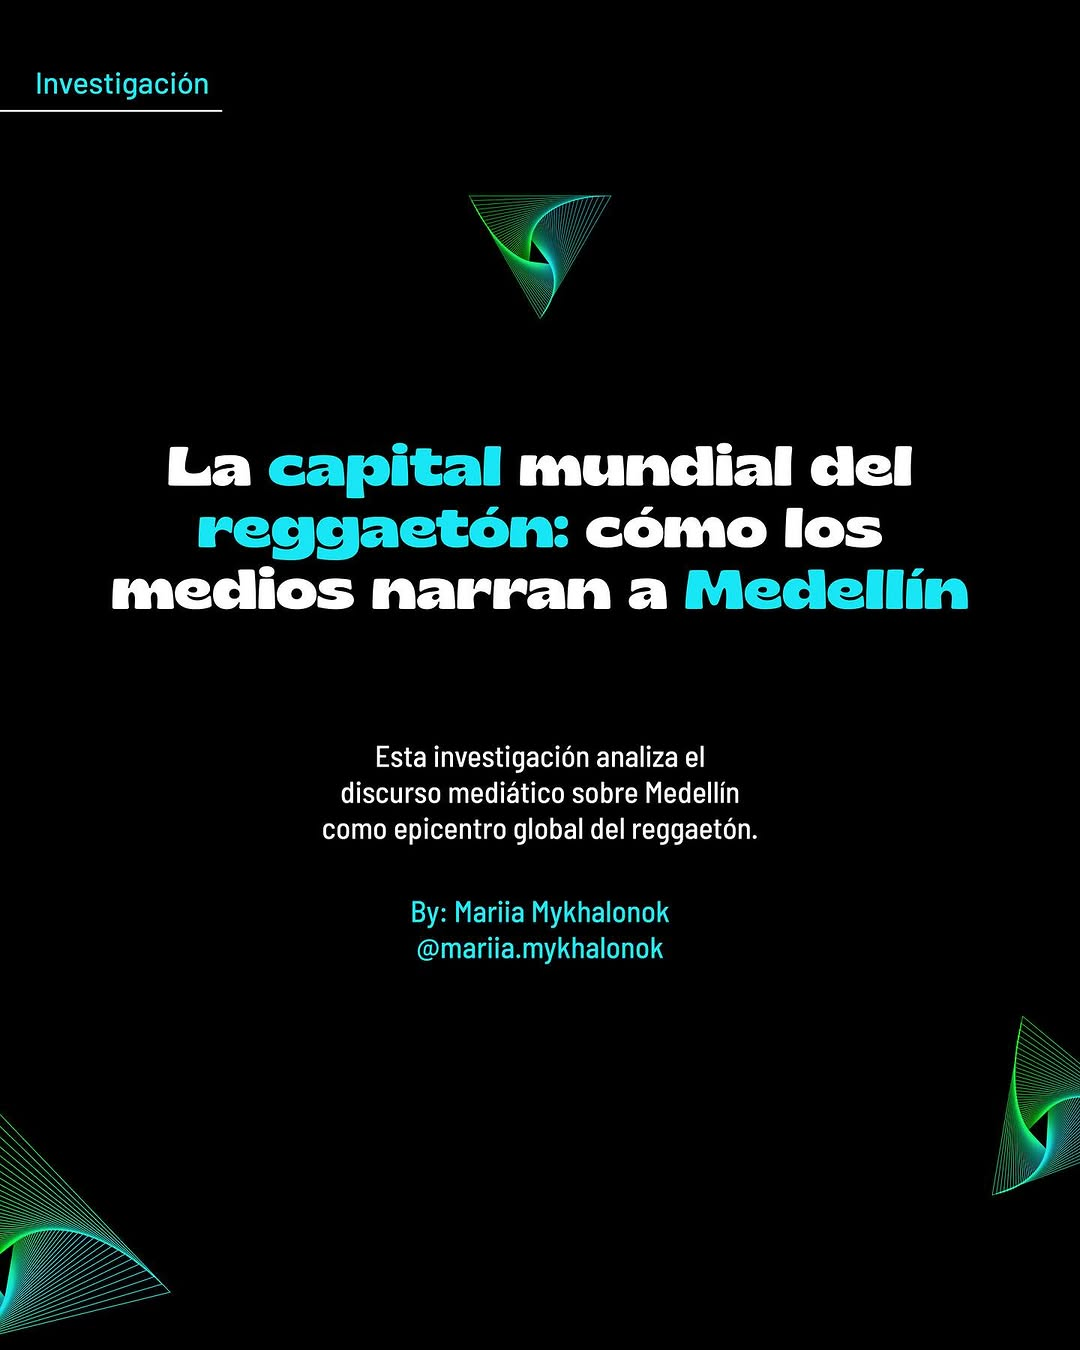 Investigación
La capital mundial del
reggaetón: cómo los
medios narran a Medellín
Esta investigación analiza el
discurso mediático sobre Medellín
como epicentro global del reggaetón.
By: Mariia Mykhalonok
@mariia.mykhalonok